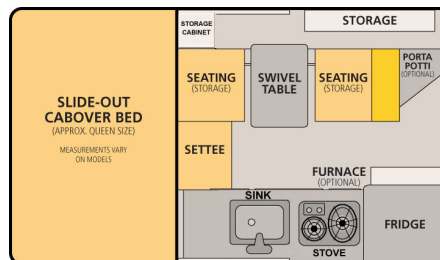 STORAGE
CABINET
STORAGE
SEATING
(STORAGE)
SWIVEL
TABLE
SEATING
(STORAGE)
PORTA
POTTI
(OPTIONAL)
SLIDE-OUT
CABOVER BED
(APPROX. QUEEN SIZE)
MEASUREMENTS VARY
ON MODELS
SETTEE
FURNACE
(OPTIONAL)
SINK
STOVE
FRIDGE